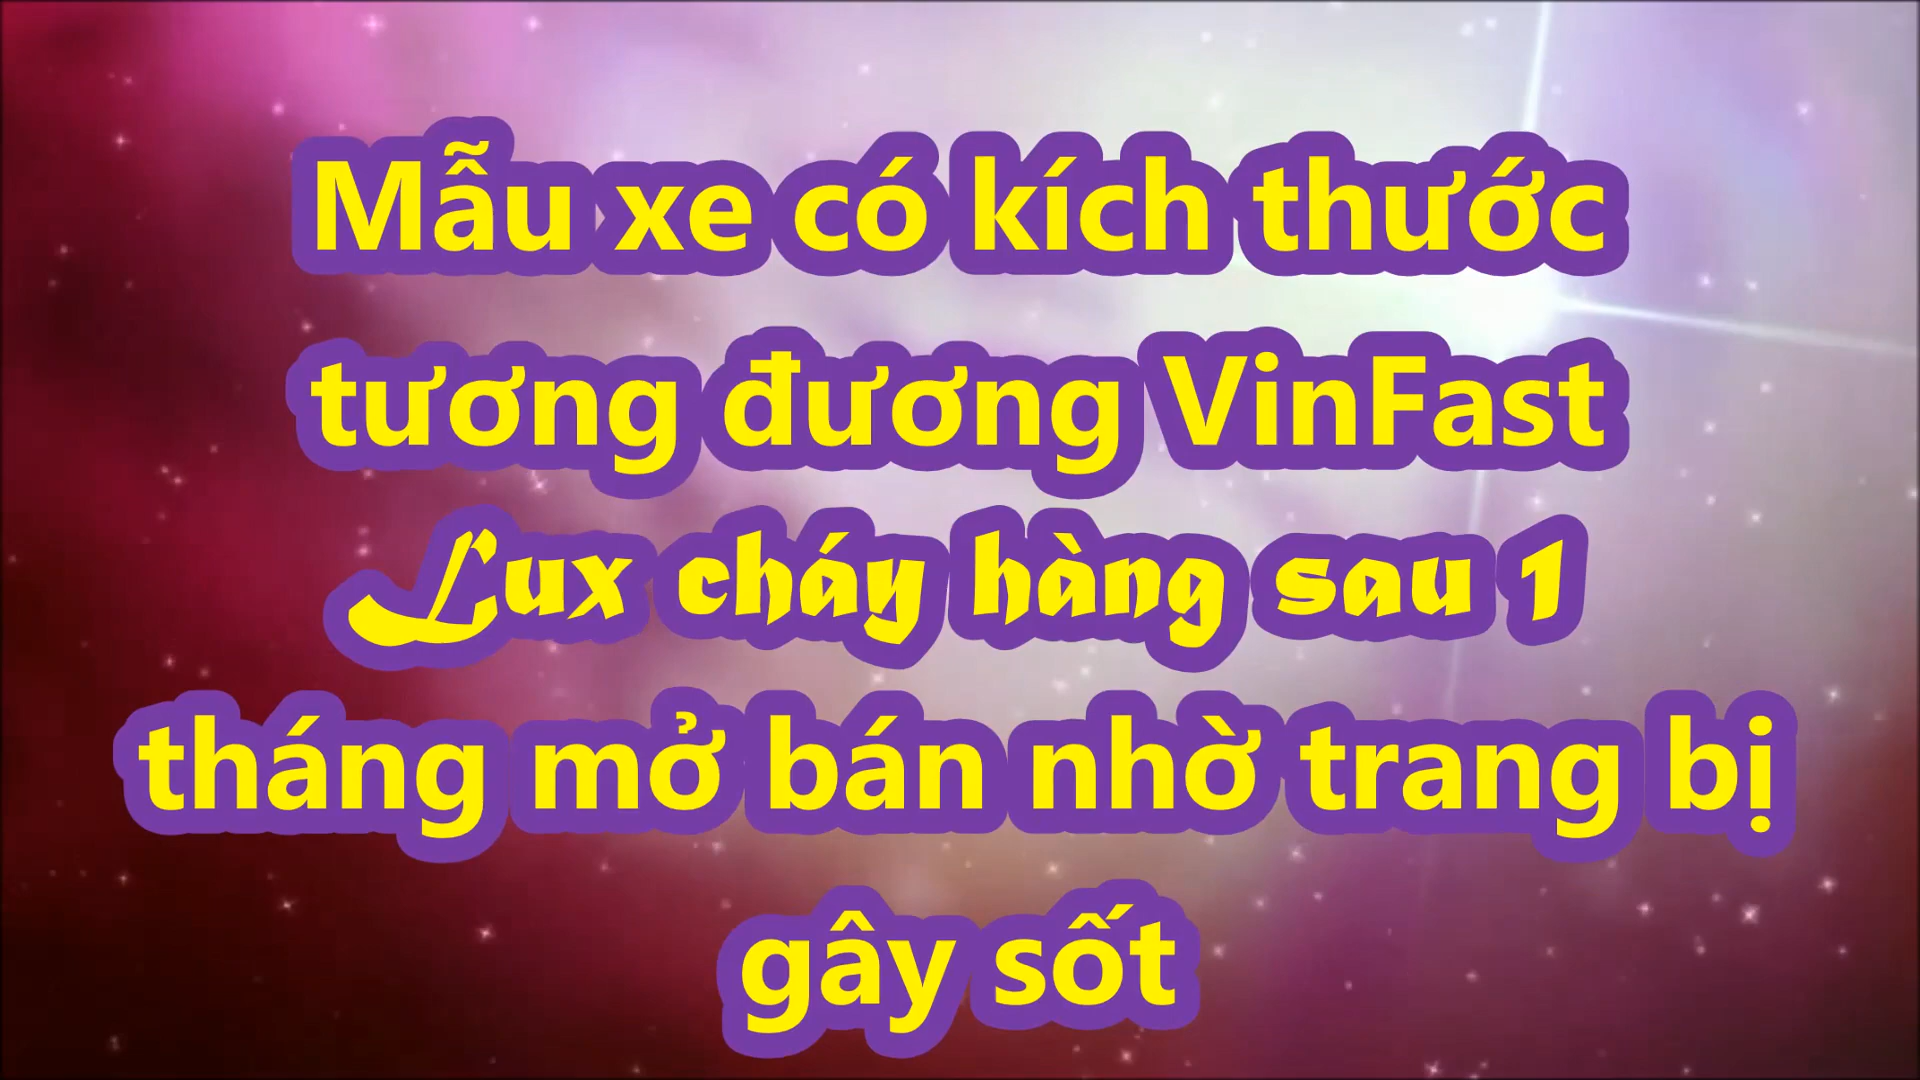 Mẫu xe có kích thước
tương đương VinFast
Lux cháy hàng sau 1
tháng mở bán nhờ trang bị
gây sốt